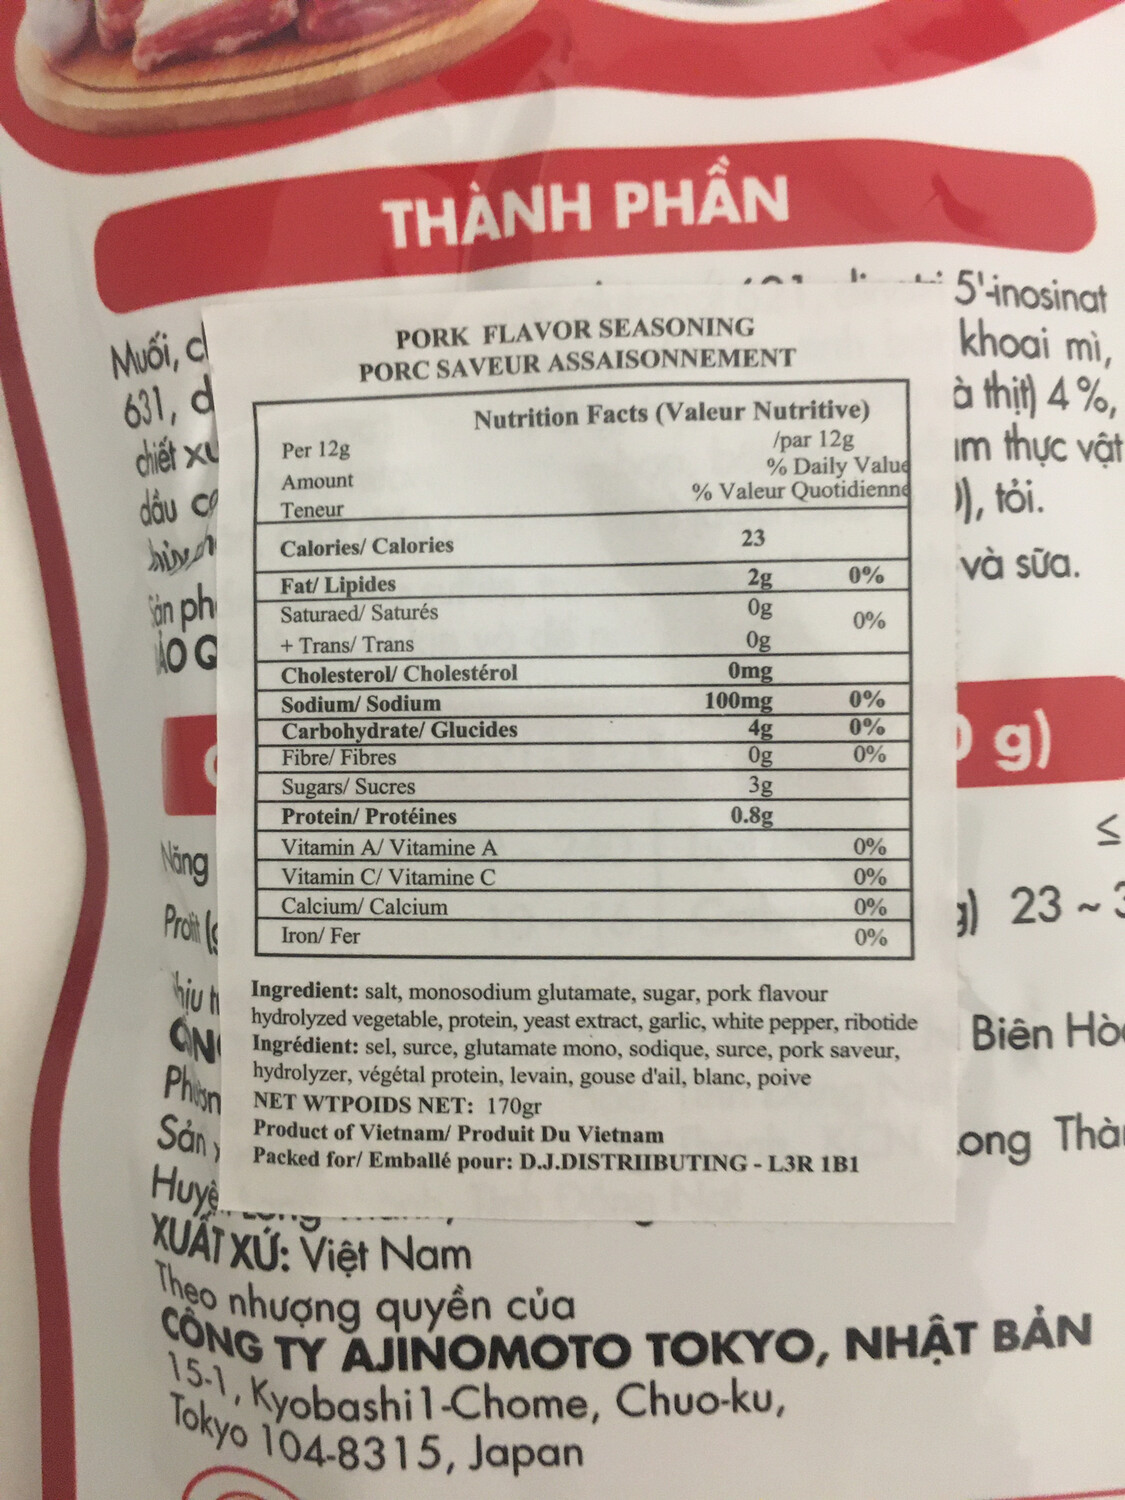 THÀNH PHẦN
5'-inosinat
Muối,
khoai mì,
631,
à thịt) 4%,
chiết
thực vật
dầu
tỏi.
và sữa.
PORK FLAVOR SEASONING
PORC SAVEUR ASSAISONNEMENT
Nutrition Facts (Valeur Nutritive)
Per 12g /par 12g
% Daily Value
Amount
% Valeur Quotidienne
Teneur
Calories/ Calories 23
Fat/ Lipides 2g 0%
Saturaed/ Saturés 0g
0%
+ Trans/ Trans 0g
Cholesterol/ Cholestérol 0mg
Sodium/ Sodium 100mg 0%
Carbohydrate/ Glucides 4g 0%
Fibre/ Fibres 0g 0%
Sugars/ Sucres 3g
Protein/ Protéines 0.8g
Vitamin A/ Vitamine A 0%
Vitamin C/ Vitamine C 0%
Calcium/ Calcium 0%
Iron/ Fer 0%
Ingredient: salt, monosodium glutamate, sugar, pork flavour
hydrolyzed vegetable, protein, yeast extract, garlic, white pepper, ribotide
Ingrédient: sel, surce, glutamate mono, sodique, surce, pork saveur,
hydrolyzer, végétal protein, levain, gouse d'ail, blanc, poive
NET WTPOIDS NET: 170gr
Product of Vietnam/ Produit Du Vietnam
Packed for/ Emballé pour: D.J.DISTRIIBUTING - L3R 1B1
g)
≤
Năng
Protit 23 ~
Biên Hò
Sản
ong
XUẤT XỨ: Việt Nam
Theo nhượng quyền của
CÔNG TY AJINOMOTO TOKYO, NHẬT BẢN
15-1, Kyobashi 1-Chome, Chuo-ku,
Tokyo 104-8315, Japan